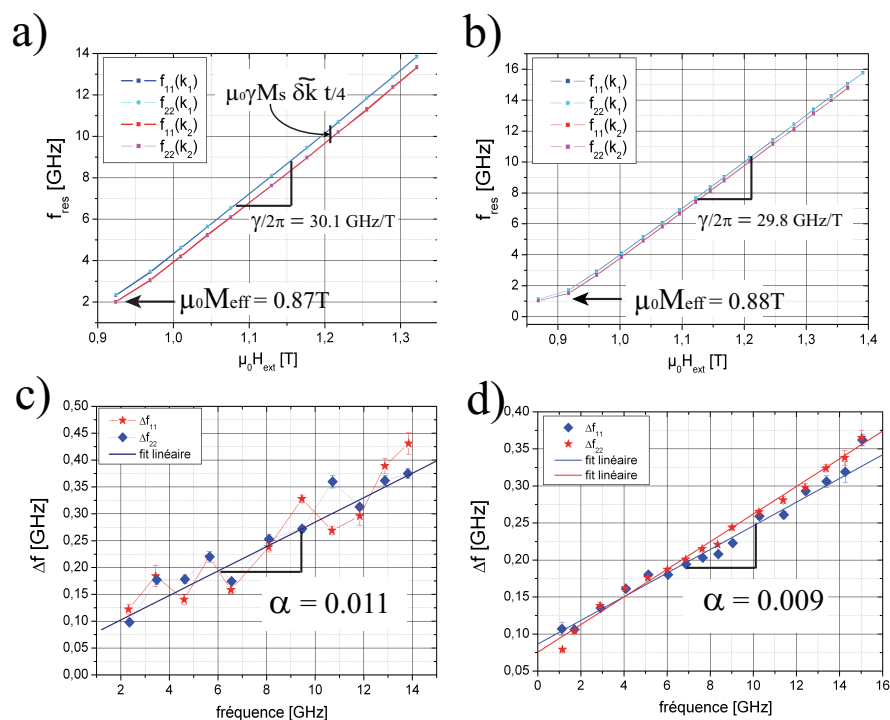 a)
f_res [GHz]
14
12
10
8
6
4
2
f₁₁(k₁)
f₂₂(k₁)
f₁₁(k₂)
f₂₂(k₂)
μ₀γMs δk̃ t/4
γ/2π = 30.1 GHz/T
μ₀M_eff = 0.87T
0,9 1,0 1,1 1,2 1,3
μ₀H_ext [T]
b)
f_res [GHz]
16
14
12
10
8
6
4
2
0
f₁₁(k₁)
f₂₂(k₁)
f₁₁(k₂)
f₂₂(k₂)
γ/2π = 29.8 GHz/T
μ₀M_eff = 0.88T
0,9 1,0 1,1 1,2 1,3 1,4
μ₀H_ext [T]
c)
Δf [GHz]
0,50
0,45
0,40
0,35
0,30
0,25
0,20
0,15
0,10
0,05
0,00
Δf₁₁
Δf₂₂
fit linéaire
α = 0.011
2 4 6 8 10 12 14
fréquence [GHz]
d)
Δf [GHz]
0,40
0,35
0,30
0,25
0,20
0,15
0,10
0,05
Δf₁₁
Δf₂₂
fit linéaire
fit linéaire
α = 0.009
0 2 4 6 8 10 12 14 16
fréquence [GHz]